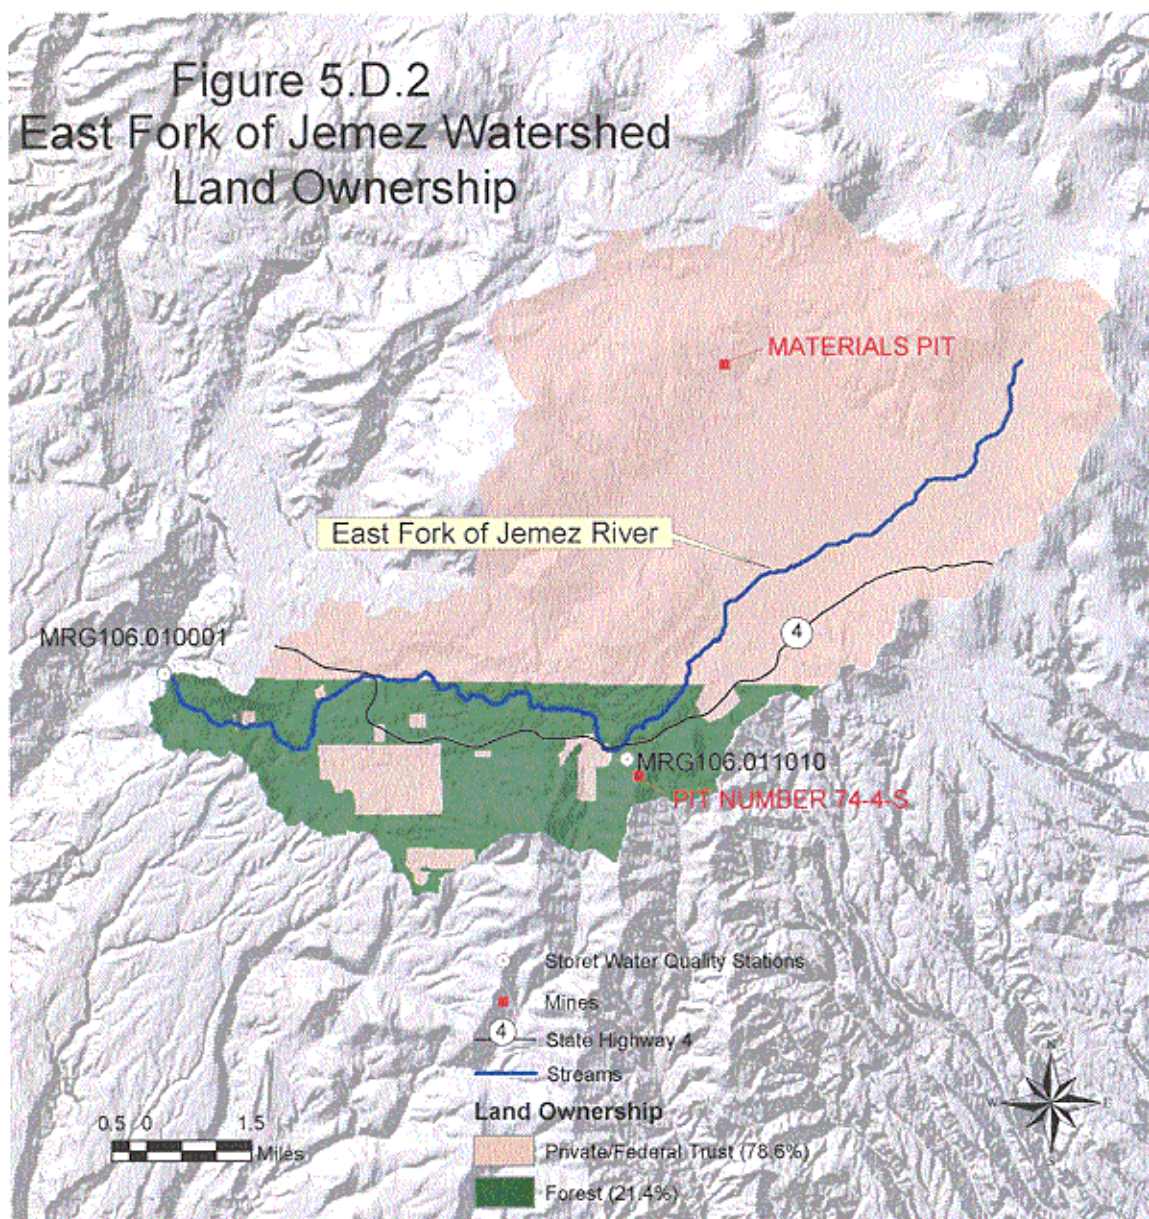 Figure 5.D.2
East Fork of Jemez Watershed
Land Ownership
MATERIALS PIT
East Fork of Jemez River
4
MRG106.010001
MRG106.011010
PIT NUMBER 74-4-S
Storet Water Quality Stations
Mines
4 State Highway 4
Streams
Land Ownership
Private/Federal Trust (78.6%)
Forest (21.4%)
0.5 0 1.5
Miles
N
W E
S